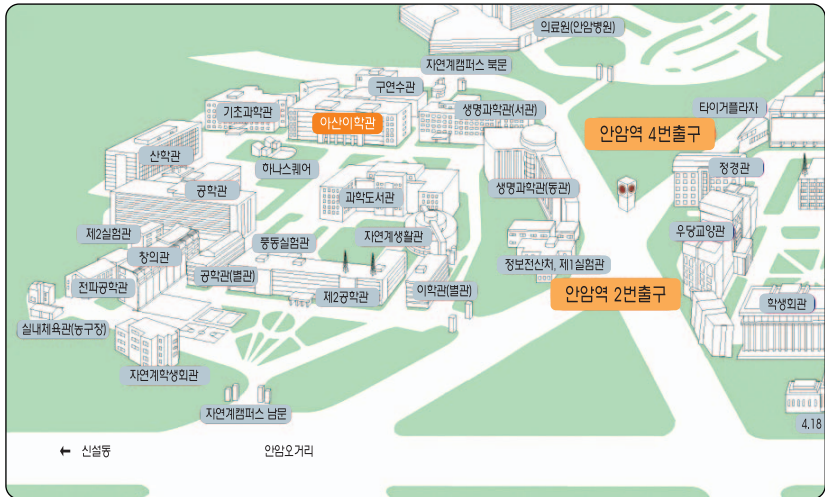 의료원(안암병원)
자연계캠퍼스 북문
구연수관
기초과학관
아산이학관
생명과학관(서관)
타이거플라자
안암역 4번출구
산학관
하나스퀘어
정경관
공학관
과학도서관
생명과학관(동관)
제2실험관
풍동실험관
자연계생활관
우당교양관
창의관
공학관(별관)
정보전산처, 제1실험관
전파공학관
제2공학관
이학관(별관)
안암역 2번출구
학생회관
실내체육관(농구장)
자연계학생회관
자연계캠퍼스 남문
4.18
← 신설동
안암오거리